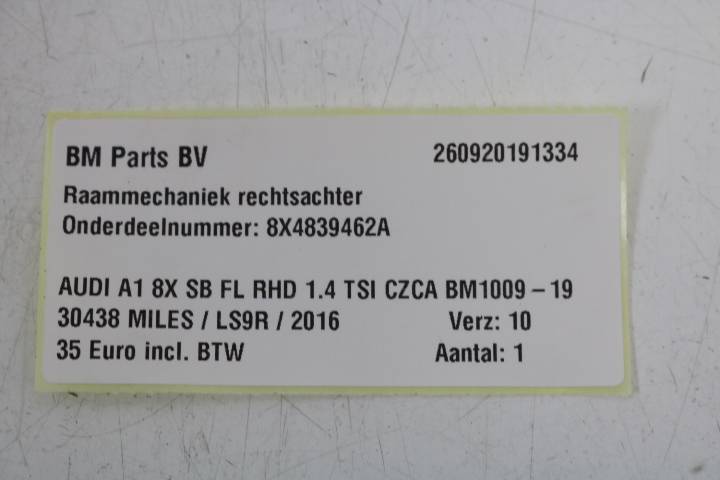 BM Parts BV 260920191334
Raammechaniek rechtsachter
Onderdeelnummer: 8X4839462A
AUDI A1 8X SB FL RHD 1.4 TSI CZCA BM1009 – 19
30438 MILES / LS9R / 2016 Verz: 10
35 Euro incl. BTW Aantal: 1